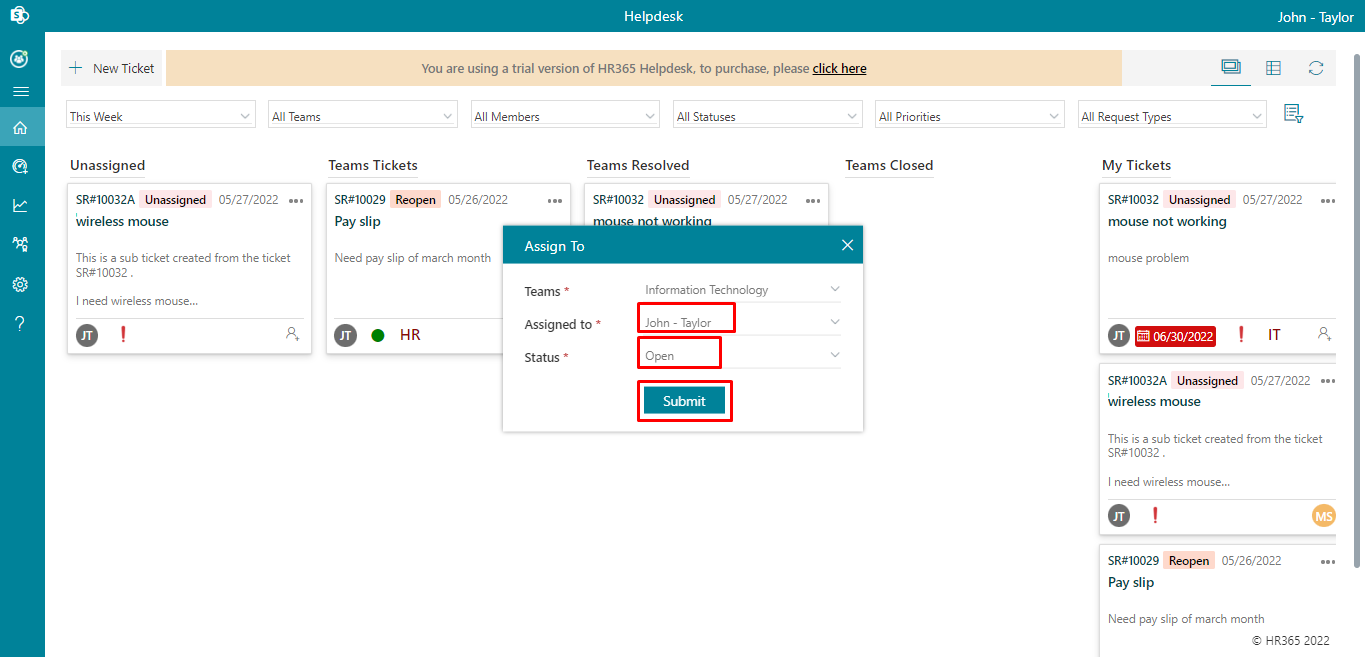 Helpdesk
John - Taylor
New Ticket
You are using a trial version of HR365 Helpdesk, to purchase, please click here
This Week
All Teams
All Members
All Statuses
All Priorities
All Request Types
Unassigned
Teams Tickets
Teams Resolved
Teams Closed
My Tickets
SR#10032A Unassigned 05/27/2022
wireless mouse
This is a sub ticket created from the ticket
SR#10032 .
I need wireless mouse...
JT
SR#10029 Reopen 05/26/2022
Pay slip
Need pay slip of march month
JT HR
SR#10032 Unassigned 05/27/2022
mouse not working
Assign To
Teams * Information Technology
Assigned to * John - Taylor
Status * Open
Submit
SR#10032 Unassigned 05/27/2022
mouse not working
mouse problem
JT 06/30/2022 IT
SR#10032A Unassigned 05/27/2022
wireless mouse
This is a sub ticket created from the ticket
SR#10032 .
I need wireless mouse...
JT MS
SR#10029 Reopen 05/26/2022
Pay slip
Need pay slip of march month
© HR365 2022